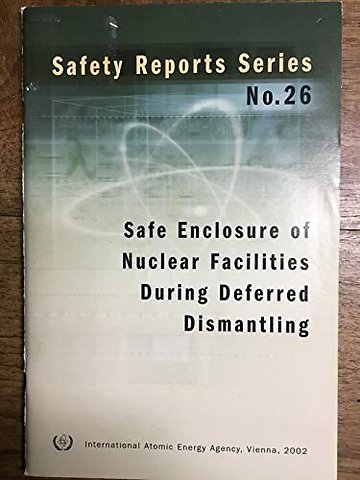 Safety Reports Series
No.26
Safe Enclosure of
Nuclear Facilities
During Deferred
Dismantling
International Atomic Energy Agency, Vienna, 2002